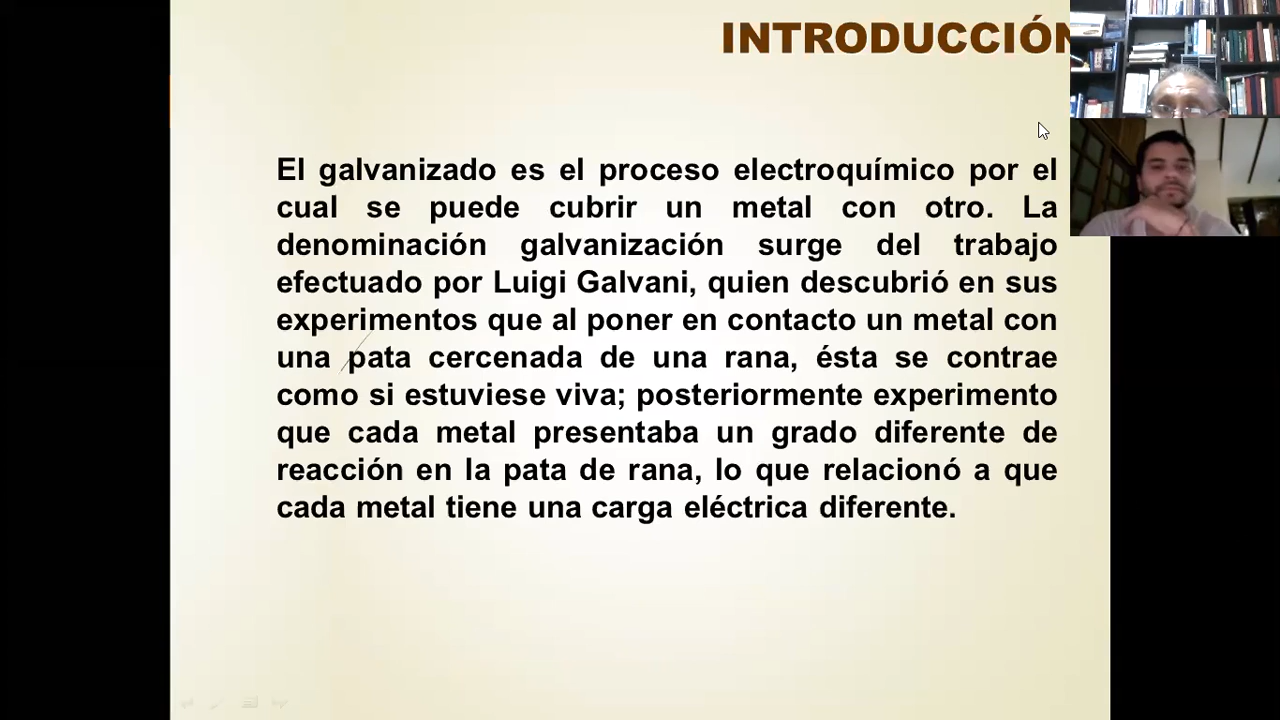 INTRODUCCIÓN
El galvanizado es el proceso electroquímico por el
cual se puede cubrir un metal con otro. La
denominación galvanización surge del trabajo
efectuado por Luigi Galvani, quien descubrió en sus
experimentos que al poner en contacto un metal con
una pata cercenada de una rana, ésta se contrae
como si estuviese viva; posteriormente experimento
que cada metal presentaba un grado diferente de
reacción en la pata de rana, lo que relacionó a que
cada metal tiene una carga eléctrica diferente.